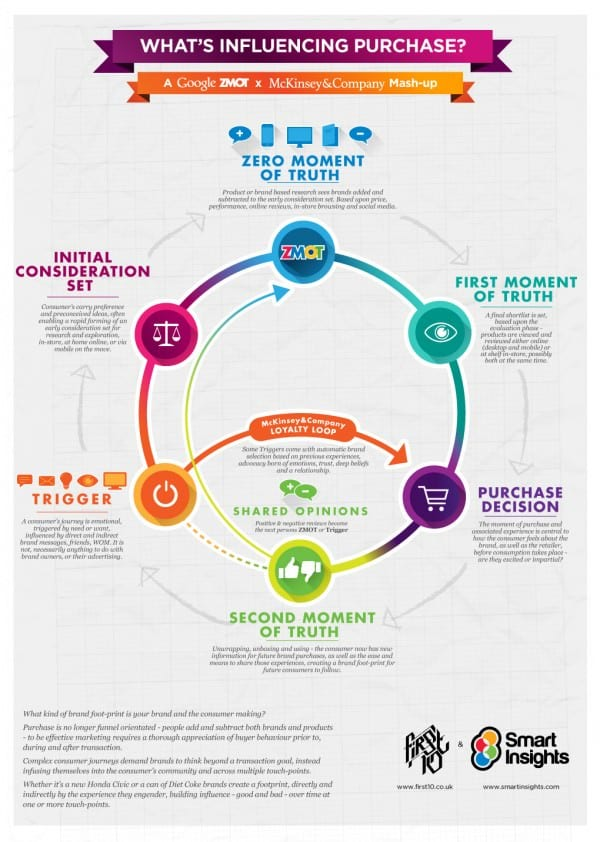 WHAT'S INFLUENCING PURCHASE?
A Google ZMOT x McKinsey&Company Mash-up
ZERO MOMENT
OF TRUTH
Product or brand based research sees brands added and
subtracted to the early consideration set. Based upon price,
performance, online reviews, in-store browsing and social media.
ZMOT
INITIAL
CONSIDERATION
SET
Consumer's carry preference
and preconceived ideas, often
enabling a rapid forming of an
early consideration set for
research and exploration,
in-store, at home online, or via
mobile on the move.
FIRST MOMENT
OF TRUTH
A final shortlist is set,
based upon the
evaluation phase -
products are viewed and
reviewed either online
(desktop and mobile) or
at shelf in-store, possibly
both at the same time.
McKinsey&Company
LOYALTY LOOP
Some Triggers come with automatic brand
selection based on previous experiences,
advocacy born of emotions, trust, deep beliefs
and a relationship.
TRIGGER
A consumer's journey is emotional,
triggered by need or want,
influenced by direct and indirect
brand messages, friends, WOM. It is
not, necessarily anything to do with
brand owners, or their advertising.
SHARED OPINIONS
Positive & negative reviews become
the next persons ZMOT or Trigger
PURCHASE
DECISION
The moment of purchase and
associated experience is central to
how the consumer feels about the
brand, as well as the retailer,
before consumption takes place -
are they excited or impartial?
SECOND MOMENT
OF TRUTH
Unwrapping, unboxing and using - the consumer now has new
information for future brand purchases, as well as the ease and
means to share those experiences, creating a brand foot-print for
future consumers to follow.
What kind of brand foot-print is your brand and the consumer making?
Purchase is no longer funnel orientated - people add and subtract both brands and products
- to be effective marketing requires a thorough appreciation of buyer behaviour prior to,
during and after transaction.
Complex consumer journeys demand brands to think beyond a transaction goal, instead
infusing themselves into the consumer's community and across multiple touch-points.
Whether it's a new Honda Civic or a can of Diet Coke brands create a footprint, directly and
indirectly by the experience they engender, building influence - good and bad - over time at
one or more touch-points.
First
10
&
Smart
Insights
www.first10.co.uk
www.smartinsights.com